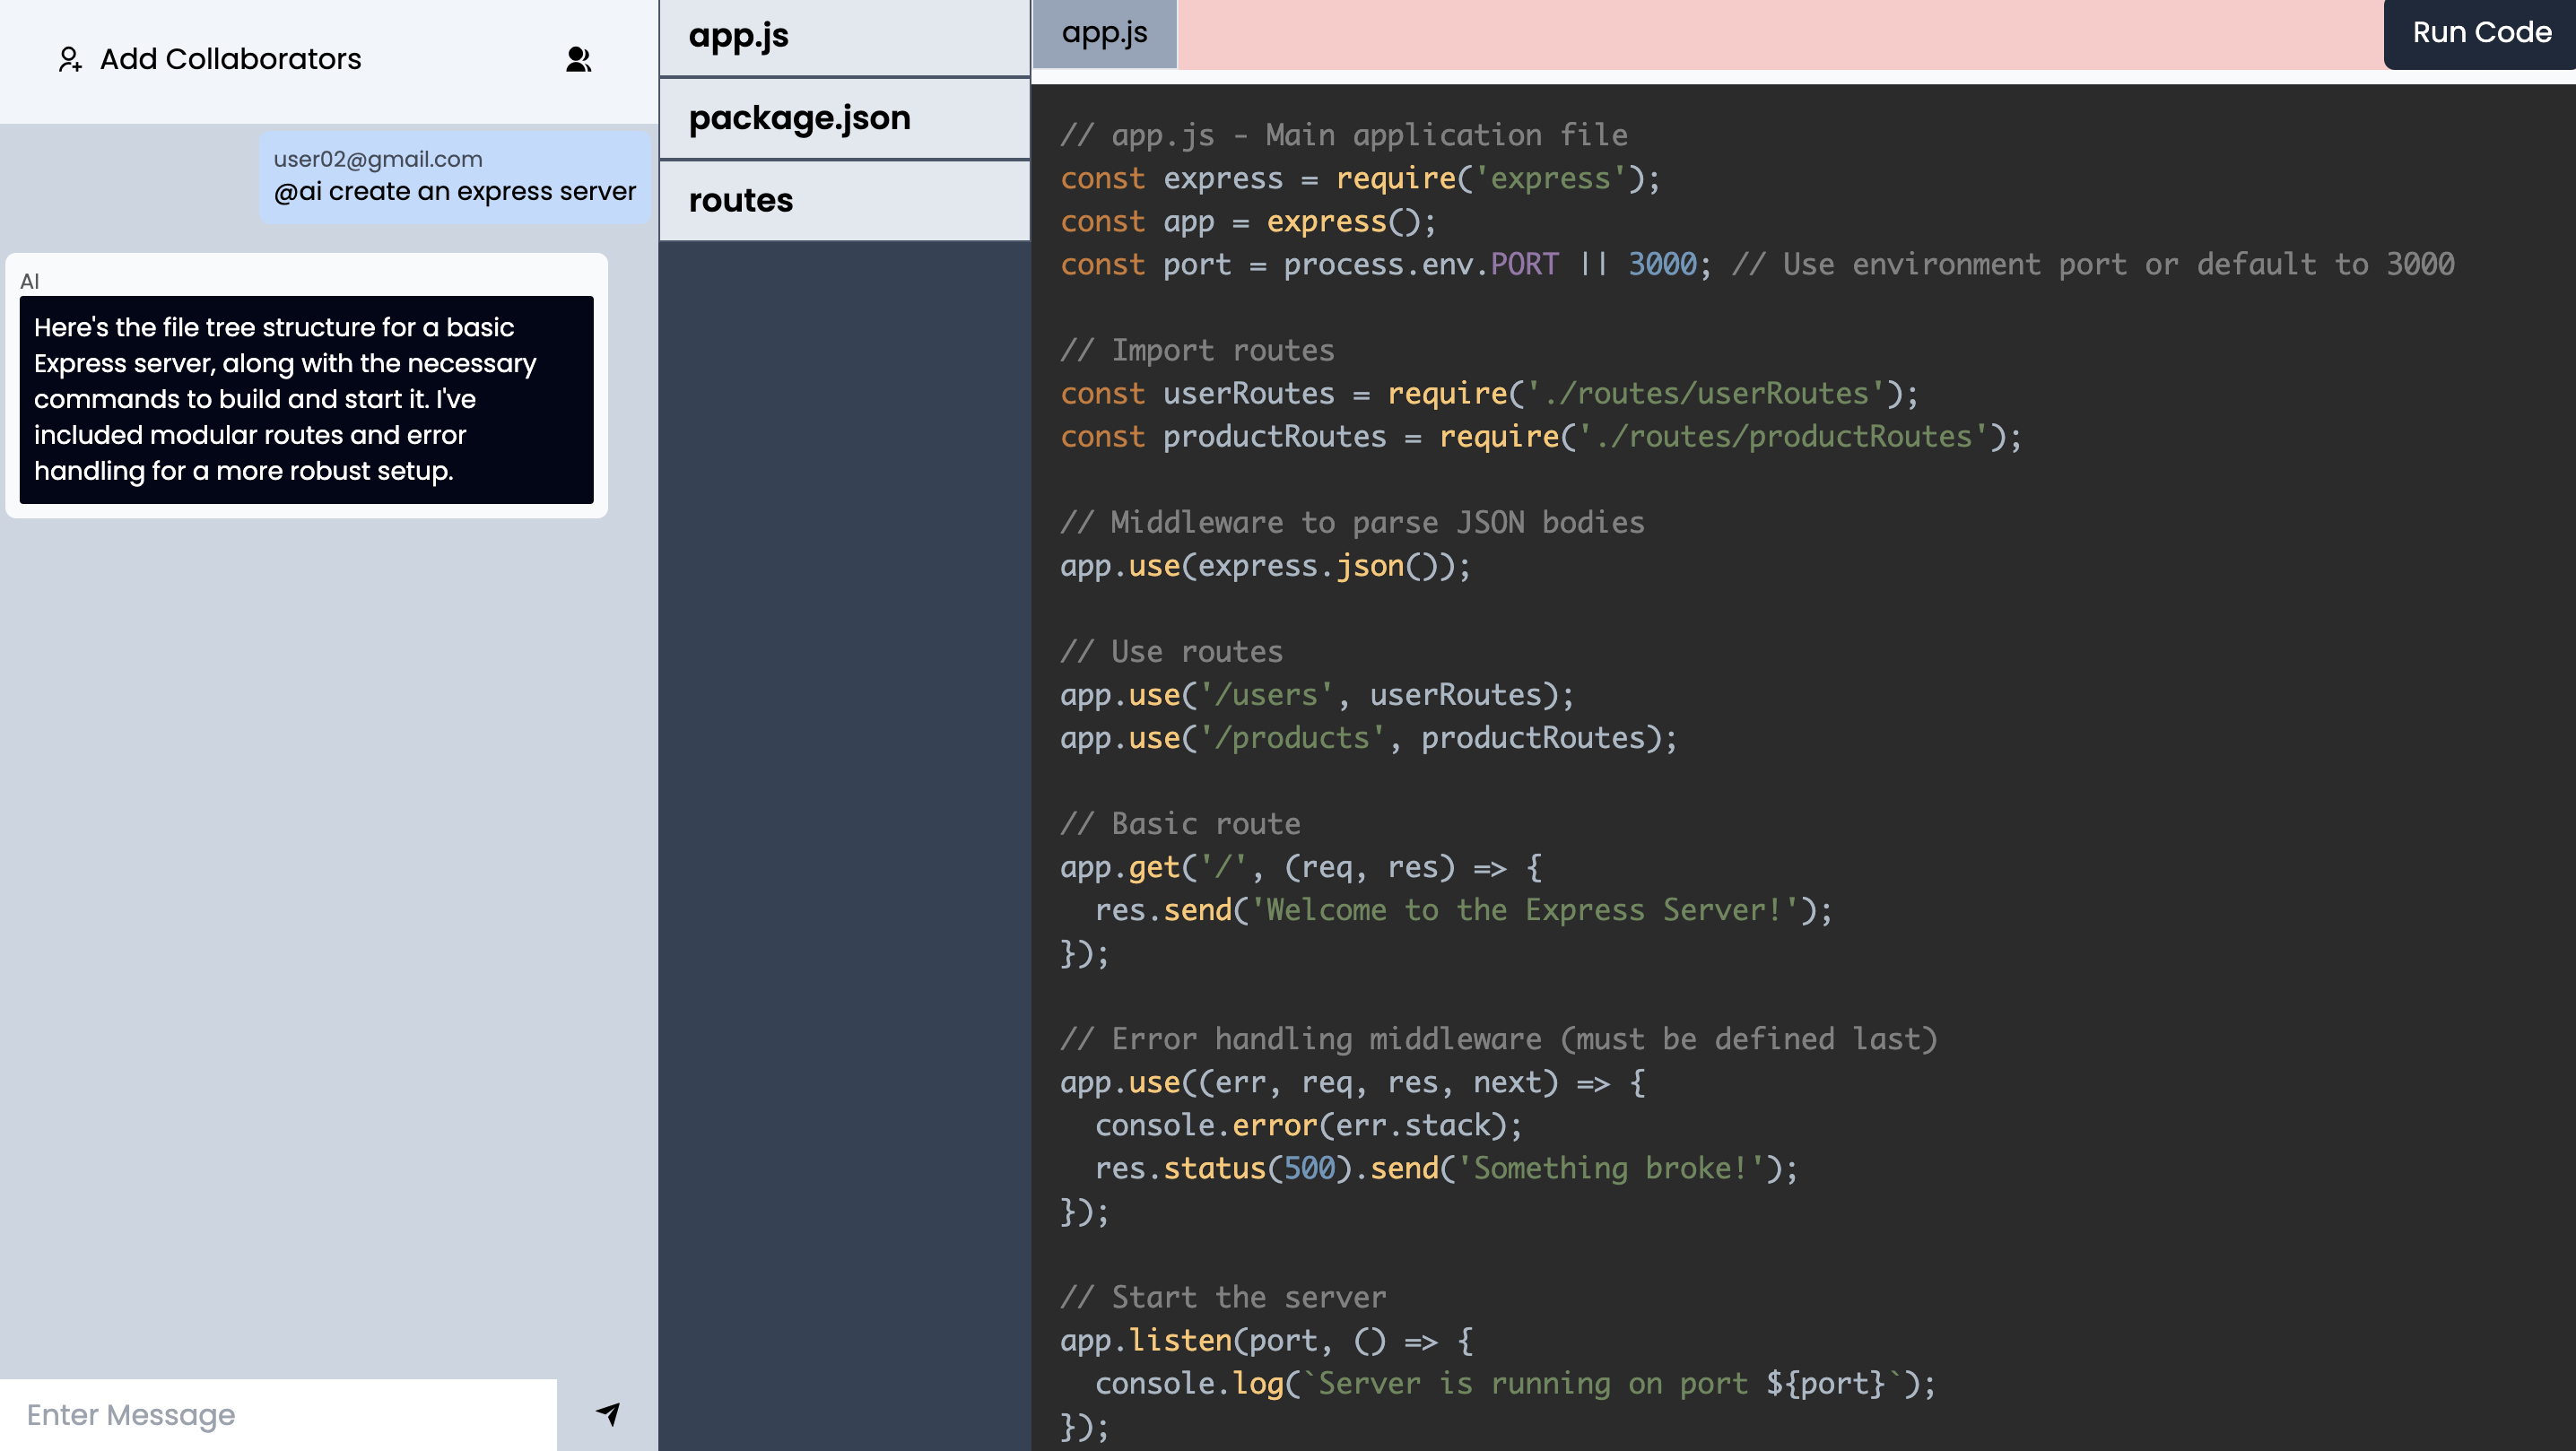 Add Collaborators
user02@gmail.com
@ai create an express server
AI
Here's the file tree structure for a basic
Express server, along with the necessary
commands to build and start it. I've
included modular routes and error
handling for a more robust setup.
Enter Message
app.js
package.json
routes
app.js
Run Code
// app.js - Main application file
const express = require('express');
const app = express();
const port = process.env.PORT || 3000; // Use environment port or default to 3000
// Import routes
const userRoutes = require('./routes/userRoutes');
const productRoutes = require('./routes/productRoutes');
// Middleware to parse JSON bodies
app.use(express.json());
// Use routes
app.use('/users', userRoutes);
app.use('/products', productRoutes);
// Basic route
app.get('/', (req, res) => {
  res.send('Welcome to the Express Server!');
});
// Error handling middleware (must be defined last)
app.use((err, req, res, next) => {
  console.error(err.stack);
  res.status(500).send('Something broke!');
});
// Start the server
app.listen(port, () => {
  console.log(`Server is running on port ${port}`);
});